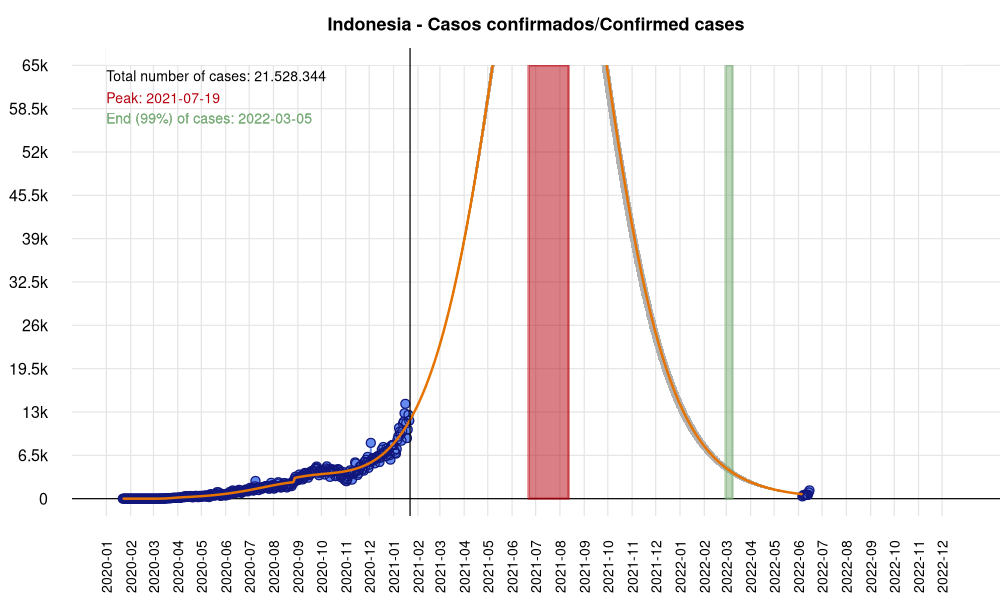 Indonesia - Casos confirmados/Confirmed cases
Total number of cases: 21.528.344
Peak: 2021-07-19
End (99%) of cases: 2022-03-05
65k
58.5k
52k
45.5k
39k
32.5k
26k
19.5k
13k
6.5k
0
2020-01
2020-02
2020-03
2020-04
2020-05
2020-06
2020-07
2020-08
2020-09
2020-10
2020-11
2020-12
2021-01
2021-02
2021-03
2021-04
2021-05
2021-06
2021-07
2021-08
2021-09
2021-10
2021-11
2021-12
2022-01
2022-02
2022-03
2022-04
2022-05
2022-06
2022-07
2022-08
2022-09
2022-10
2022-11
2022-12